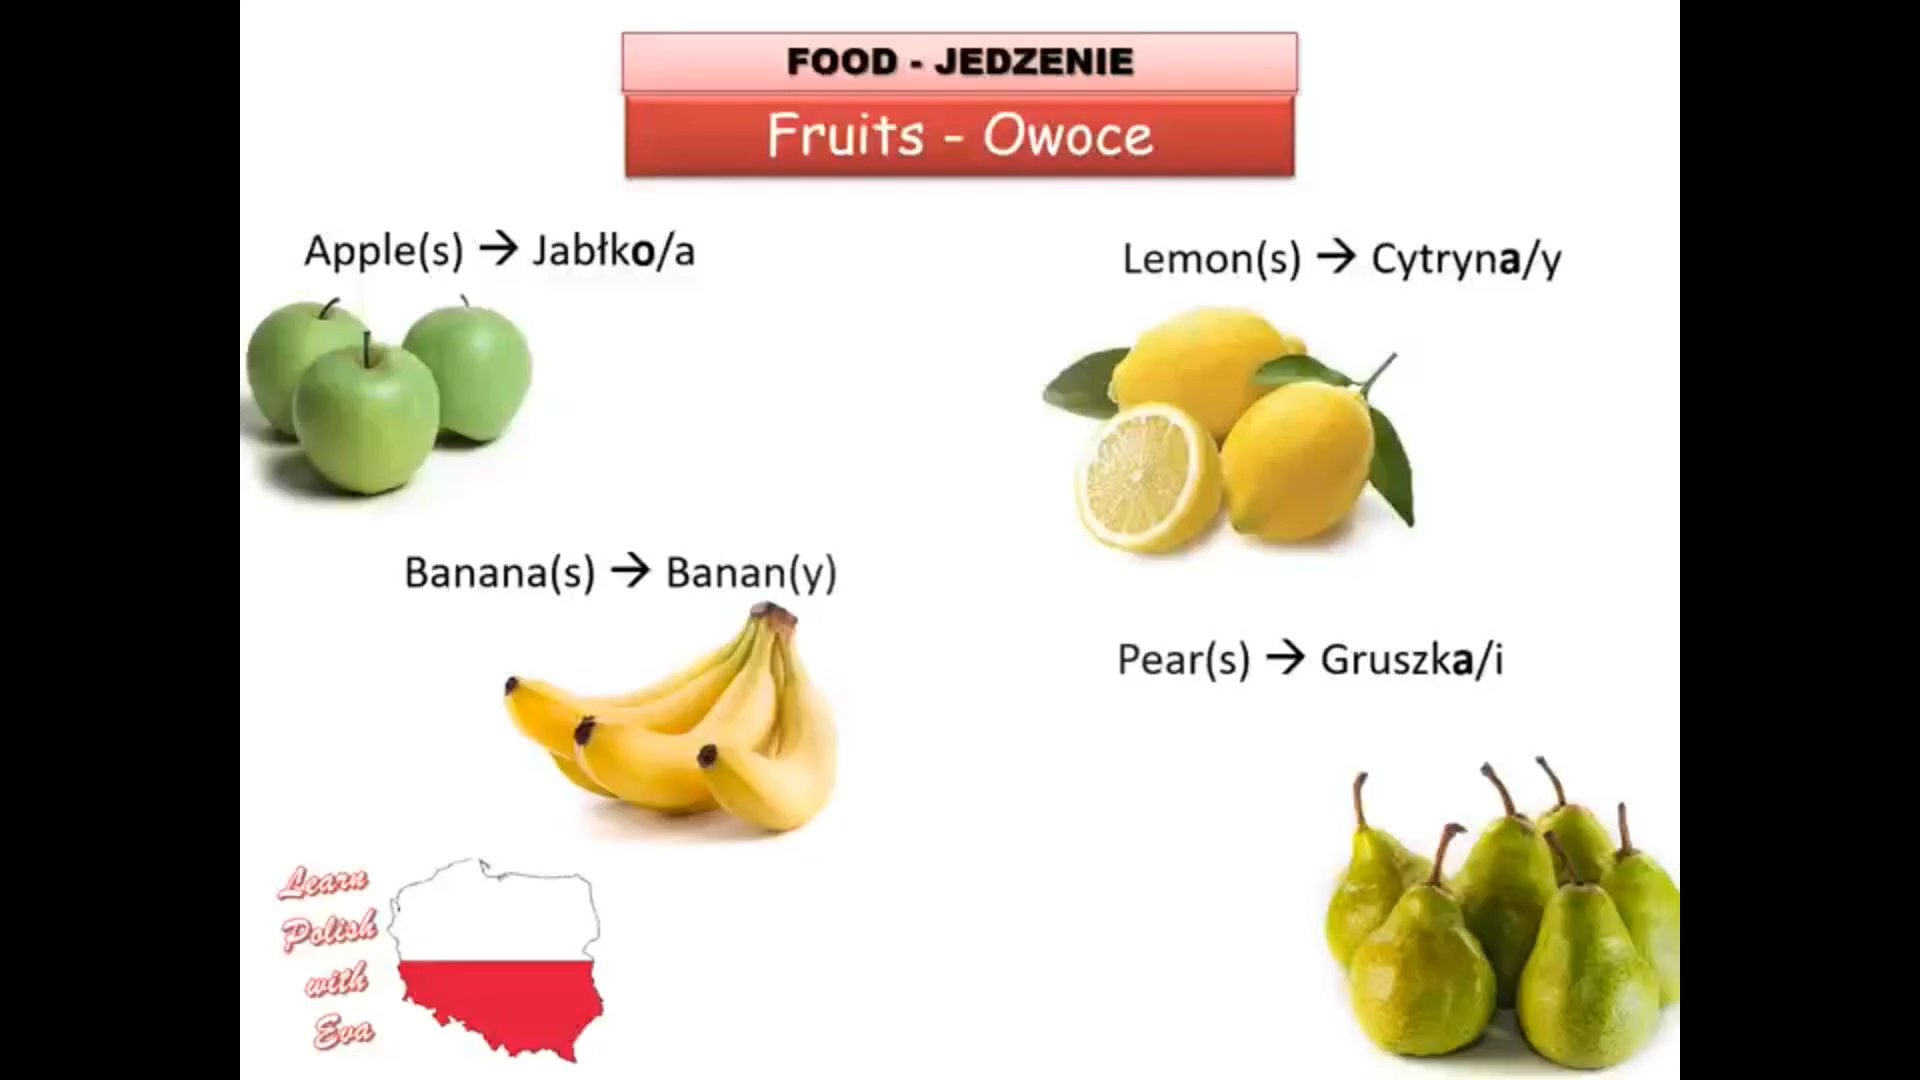 FOOD - JEDZENIE
Fruits - Owoce
Apple(s) → Jabłko/a
Lemon(s) → Cytryna/y
Banana(s) → Banan(y)
Pear(s) → Gruszka/i
Learn
Polish
with
Eva